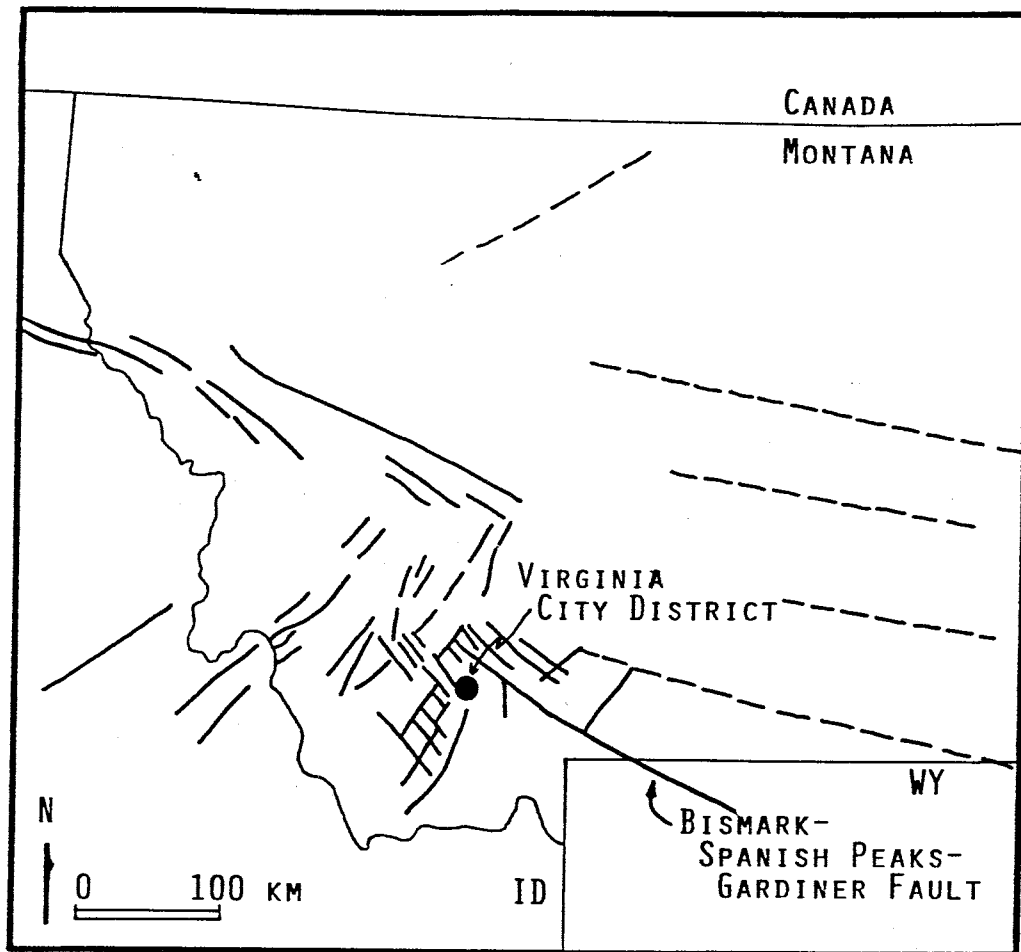 CANADA
MONTANA
VIRGINIA
CITY DISTRICT
WY
BISMARK-
SPANISH PEAKS-
GARDINER FAULT
N
0 100 KM
ID